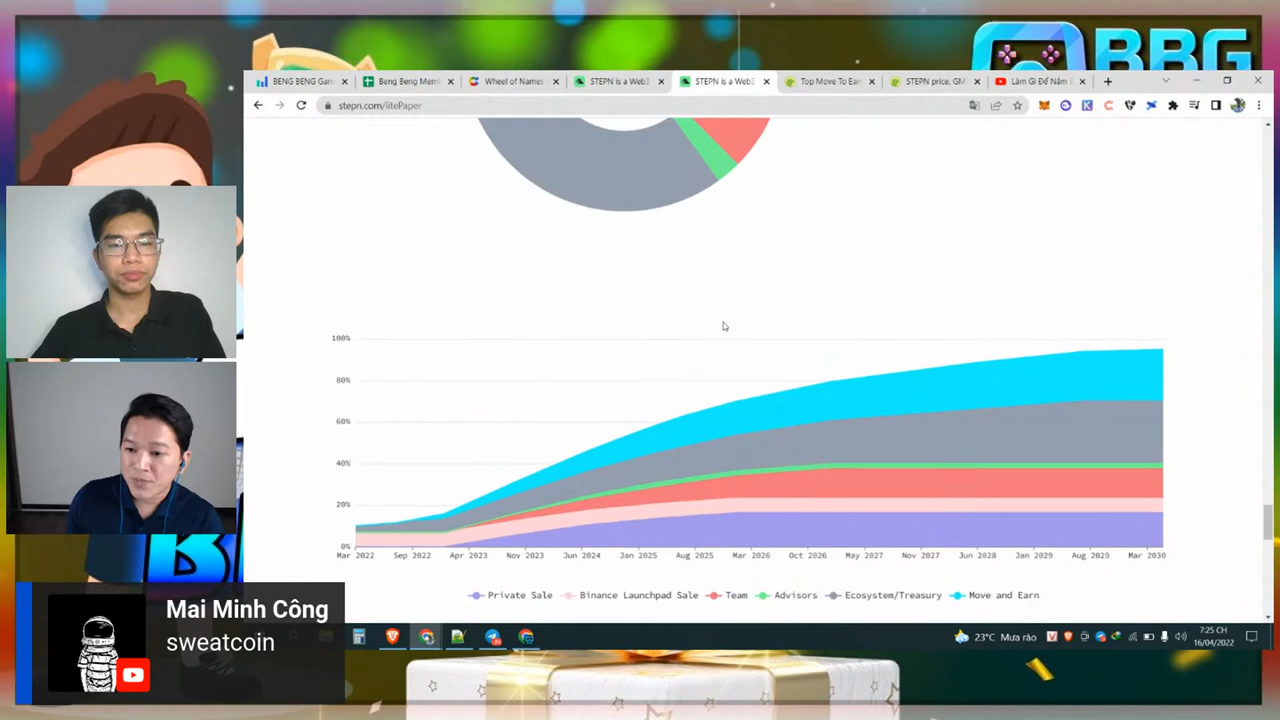 BBG
BENG BENG Gam
Beng Beng Memb
Wheel of Names
STEPN is a Web3
STEPN is a Web3
Top Move To Ear
STEPN price, GM
Làm Gì Để Nắm B
stepn.com/litePaper
100%
80%
60%
40%
20%
0%
Mar 2022 Sep 2022 Apr 2023 Nov 2023 Jun 2024 Jan 2025 Aug 2025 Mar 2026 Oct 2026 May 2027 Nov 2027 Jun 2028 Jan 2029 Aug 2029 Mar 2030
Private Sale Binance Launchpad Sale Team Advisors Ecosystem/Treasury Move and Earn
Mai Minh Công
sweatcoin
23°C Mưa rào
7:25 CH
16/04/2022